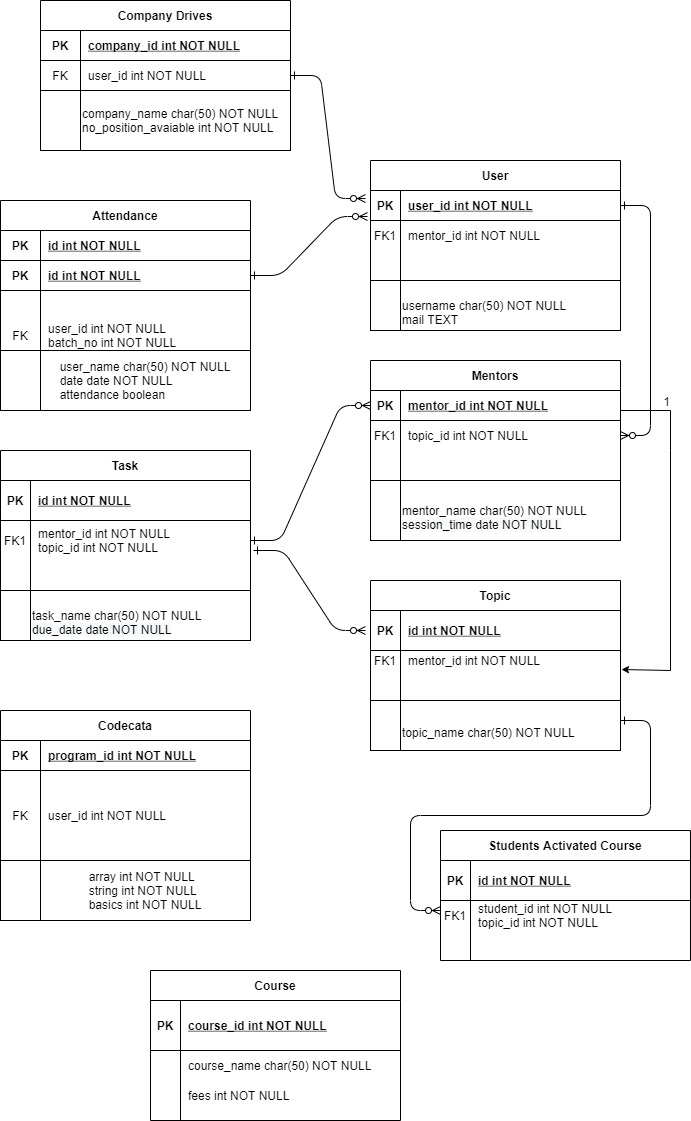 Company Drives
PK company_id int NOT NULL
FK user_id int NOT NULL
company_name char(50) NOT NULL
no_position_avaiable int NOT NULL
User
PK user_id int NOT NULL
FK1 mentor_id int NOT NULL
username char(50) NOT NULL
mail TEXT
Attendance
PK id int NOT NULL
PK id int NOT NULL
FK user_id int NOT NULL
batch_no int NOT NULL
user_name char(50) NOT NULL
date date NOT NULL
attendance boolean
Mentors
PK mentor_id int NOT NULL
1
FK1 topic_id int NOT NULL
mentor_name char(50) NOT NULL
session_time date NOT NULL
Task
PK id int NOT NULL
FK1 mentor_id int NOT NULL
topic_id int NOT NULL
task_name char(50) NOT NULL
due_date date NOT NULL
Topic
PK id int NOT NULL
FK1 mentor_id int NOT NULL
topic_name char(50) NOT NULL
Codecata
PK program_id int NOT NULL
FK user_id int NOT NULL
array int NOT NULL
string int NOT NULL
basics int NOT NULL
Students Activated Course
PK id int NOT NULL
FK1 student_id int NOT NULL
topic_id int NOT NULL
Course
PK course_id int NOT NULL
course_name char(50) NOT NULL
fees int NOT NULL